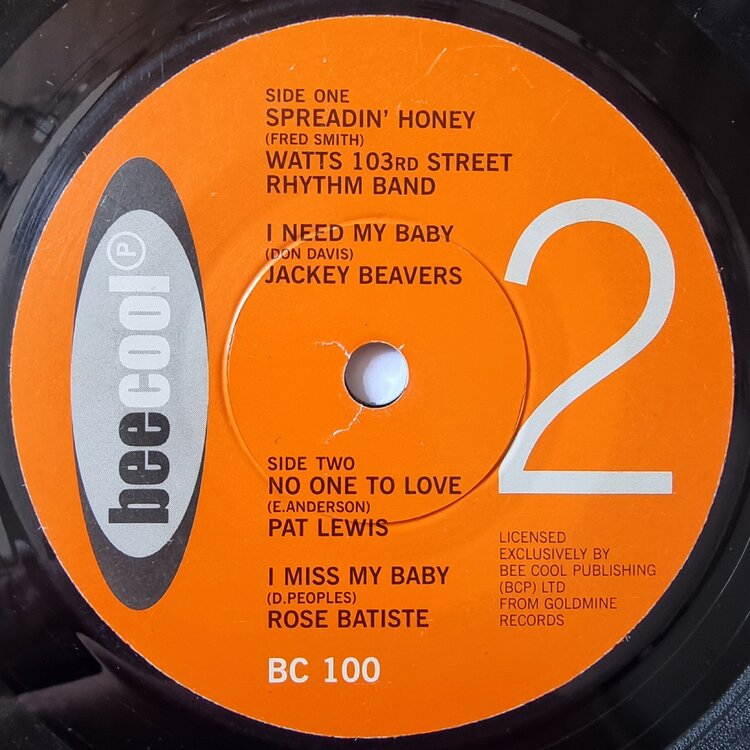 SIDE ONE
SPREADIN' HONEY
(FRED SMITH)
WATTS 103RD STREET
RHYTHM BAND
I NEED MY BABY
(DON DAVIS)
JACKEY BEAVERS
beecool
Ⓟ
2
SIDE TWO
NO ONE TO LOVE
(E.ANDERSON)
PAT LEWIS
I MISS MY BABY
(D.PEOPLES)
ROSE BATISTE
LICENSED
EXCLUSIVELY BY
BEE COOL PUBLISHING
(BCP) LTD
FROM GOLDMINE
RECORDS
BC 100